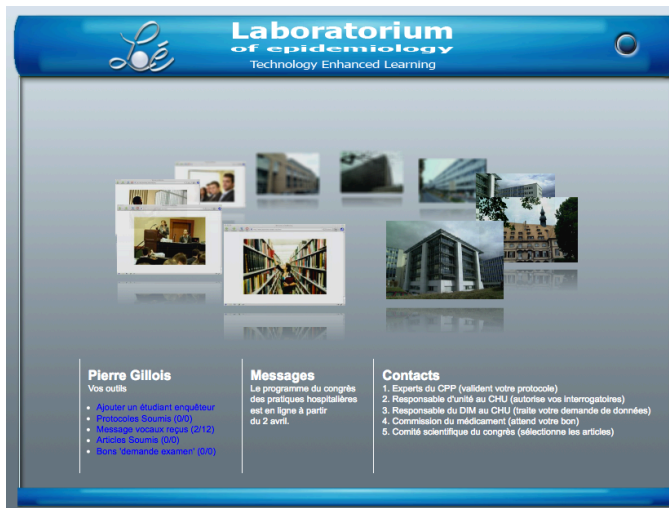 Loé
Laboratorium
of epidemiology
Technology Enhanced Learning
Pierre Gillois
Vos outils
Ajouter un étudiant enquêteur
Protocoles Soumis (0/0)
Message vocaux reçus (2/12)
Articles Soumis (0/0)
Bons 'demande examen' (0/0)
Messages
Le programme du congrès
des pratiques hospitalières
est en ligne à partir
du 2 avril.
Contacts
1. Experts du CPP (valident votre protocole)
2. Responsable d'unité au CHU (autorise vos interrogatoires)
3. Responsable du DIM au CHU (traite votre demande de données)
4. Commission du médicament (attend votre bon)
5. Comité scientifique du congrès (sélectionne les articles)